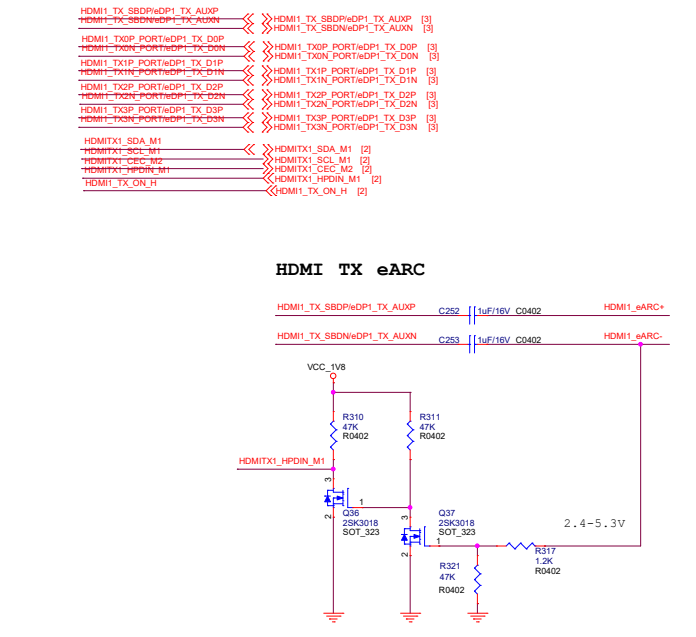 HDMI1_TX_SBDP/eDP1_TX_AUXP HDMI1_TX_SBDP/eDP1_TX_AUXP [3]
HDMI1_TX_SBDN/eDP1_TX_AUXN HDMI1_TX_SBDN/eDP1_TX_AUXN [3]
HDMI1_TX0P_PORT/eDP1_TX_D0P HDMI1_TX0P_PORT/eDP1_TX_D0P [3]
HDMI1_TX0N_PORT/eDP1_TX_D0N HDMI1_TX0N_PORT/eDP1_TX_D0N [3]
HDMI1_TX1P_PORT/eDP1_TX_D1P HDMI1_TX1P_PORT/eDP1_TX_D1P [3]
HDMI1_TX1N_PORT/eDP1_TX_D1N HDMI1_TX1N_PORT/eDP1_TX_D1N [3]
HDMI1_TX2P_PORT/eDP1_TX_D2P HDMI1_TX2P_PORT/eDP1_TX_D2P [3]
HDMI1_TX2N_PORT/eDP1_TX_D2N HDMI1_TX2N_PORT/eDP1_TX_D2N [3]
HDMI1_TX3P_PORT/eDP1_TX_D3P HDMI1_TX3P_PORT/eDP1_TX_D3P [3]
HDMI1_TX3N_PORT/eDP1_TX_D3N HDMI1_TX3N_PORT/eDP1_TX_D3N [3]
HDMITX1_SDA_M1 HDMITX1_SDA_M1 [2]
HDMITX1_SCL_M1 HDMITX1_SCL_M1 [2]
HDMITX1_CEC_M2 HDMITX1_CEC_M2 [2]
HDMITX1_HPDIN_M1 HDMITX1_HPDIN_M1 [2]
HDMI1_TX_ON_H HDMI1_TX_ON_H [2]
HDMI TX eARC
HDMI1_TX_SBDP/eDP1_TX_AUXP C252 1uF/16V C0402 HDMI1_eARC+
HDMI1_TX_SBDN/eDP1_TX_AUXN C253 1uF/16V C0402 HDMI1_eARC-
VCC_1V8
R310 R311
47K 47K
R0402 R0402
HDMITX1_HPDIN_M1
3
1
2
Q36
2SK3018
SOT_323
3
1
2
Q37
2SK3018
SOT_323
2.4-5.3V
R317
1.2K
R0402
R321
47K
R0402